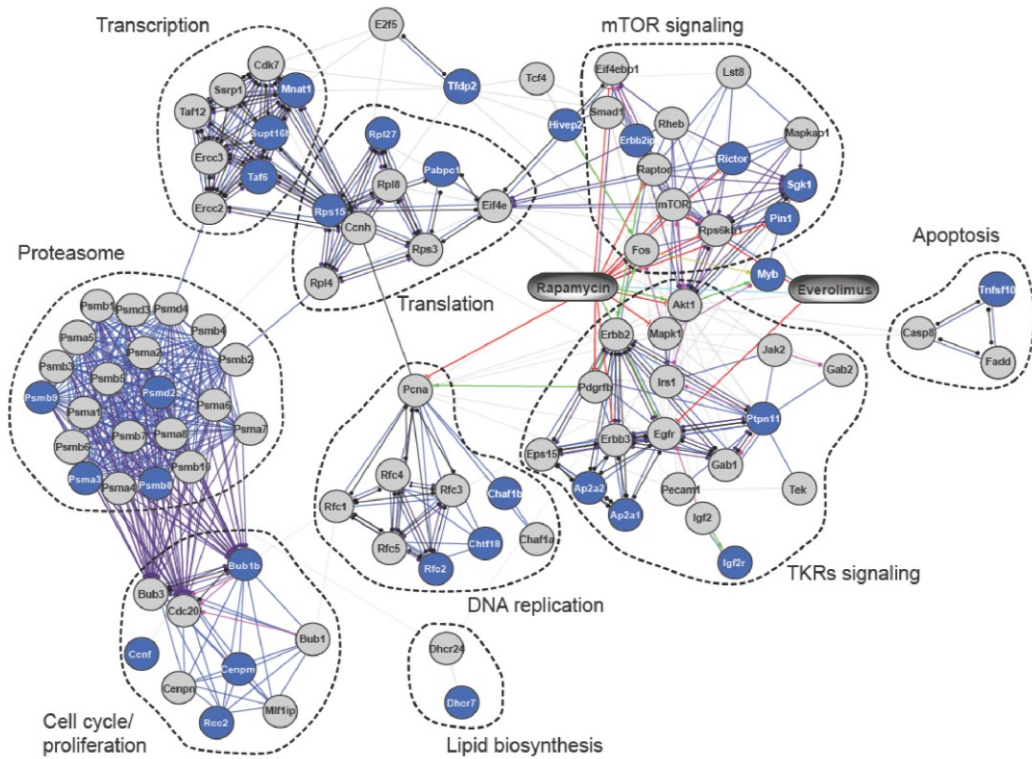 Transcription
E2f5
mTOR signaling
Cdk7
Tcf4
Eif4ebp1
Lst8
Ssrp1
Mnat1
Tfdp2
Taf12
Smad1
Supt16h
Rpl27
Hivep2
Erbb2ip
Rheb
Mapkap1
Ercc3
Taf6
Rpl8
Pabpc1
Raptor
Rictor
Sgk1
Ercc2
Rps15
Ccnh
Eif4e
mTOR
Pin1
Rps6ka1
Rps3
Fos
Apoptosis
Proteasome
Rpl4
Translation
Rapamycin
Myb
Everolimus
Tnfsf10
Psmb1
Psmd3
Psmd4
Akt1
Psma5
Psmb4
Erbb2
Mapk1
Casp8
Psmb3
Psma2
Psmb2
Jak2
Fadd
Psmb5
Gab2
Psmb9
Psmd2
Pcna
Pdgrfb
Irs1
Psma1
Psma6
Ptpn11
Psmb6
Psmb7
Psma8
Psma7
Eps15
Erbb3
Egfr
Psma3
Psma4
Psmb8
Psmb10
Rfc4
Rfc3
Gab1
Rfc1
Chaf1b
Ap2a2
Pecam1
Tek
Ap2a1
Igf2
Rfc5
Rfc2
Chtf18
Chaf1a
Igf2r
TKRs signaling
Bub1b
Bub3
Cdc20
DNA replication
Bub1
Ccnf
Cenpm
Dhcr24
Cenpn
Rcc2
Mlf1ip
Dhcr7
Cell cycle/
proliferation
Lipid biosynthesis